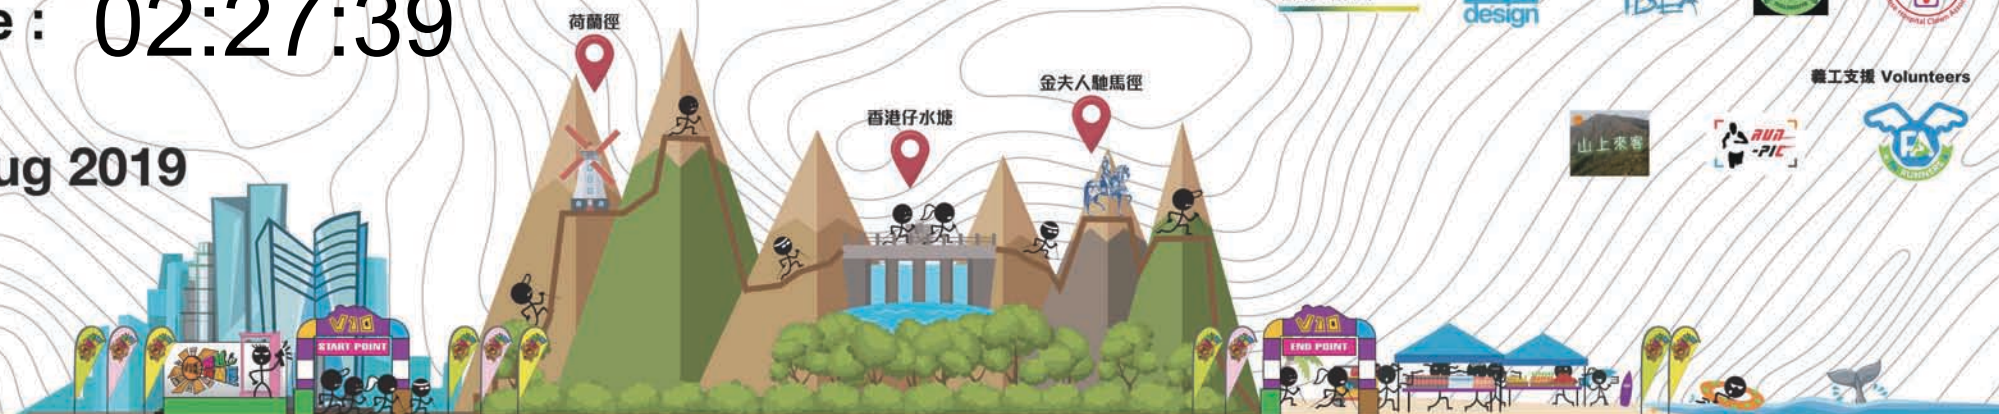 e : 02:27:39
ug 2019
荷蘭徑
香港仔水塘
金夫人馳馬徑
design
義工支援 Volunteers
山上來客
RUN
-PIC
START POINT
END POINT